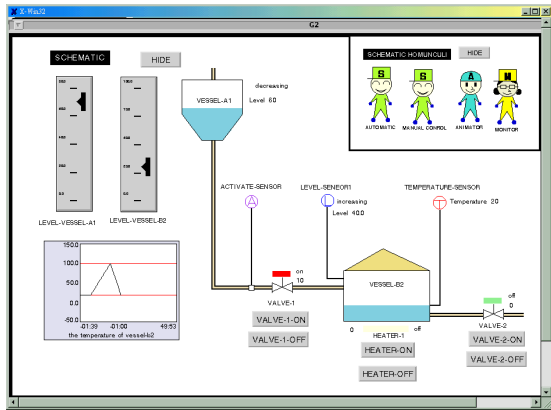 X-Win32
G2
SCHEMATIC
HIDE
decreasing
VESSEL-A1
Level 60
SCHEMATIC HOMUNCULI
HIDE
S
S
A
M
AUTOMATIC
MANUAL CONROL
ANIMATOR
MONITOR
LEVEL-VESSEL-A1
LEVEL-VESSEL-B2
ACTIVATE-SENSOR
LEVEL-SENEOR1
TEMPERATURE-SENSOR
increasing
Level 40.0
Temperature 20
150.0
100.0
50.0
0.0
-50.0
-01:39
-01:00
49:53
the temperature of vessel-b2
on
10
VALVE-1
VALVE-1-ON
VALVE-1-OFF
VESSEL-B2
0
off
HEATER-1
HEATER-ON
HEATER-OFF
off
0
VALVE-2
VALVE-2-ON
VALVE-2-OFF